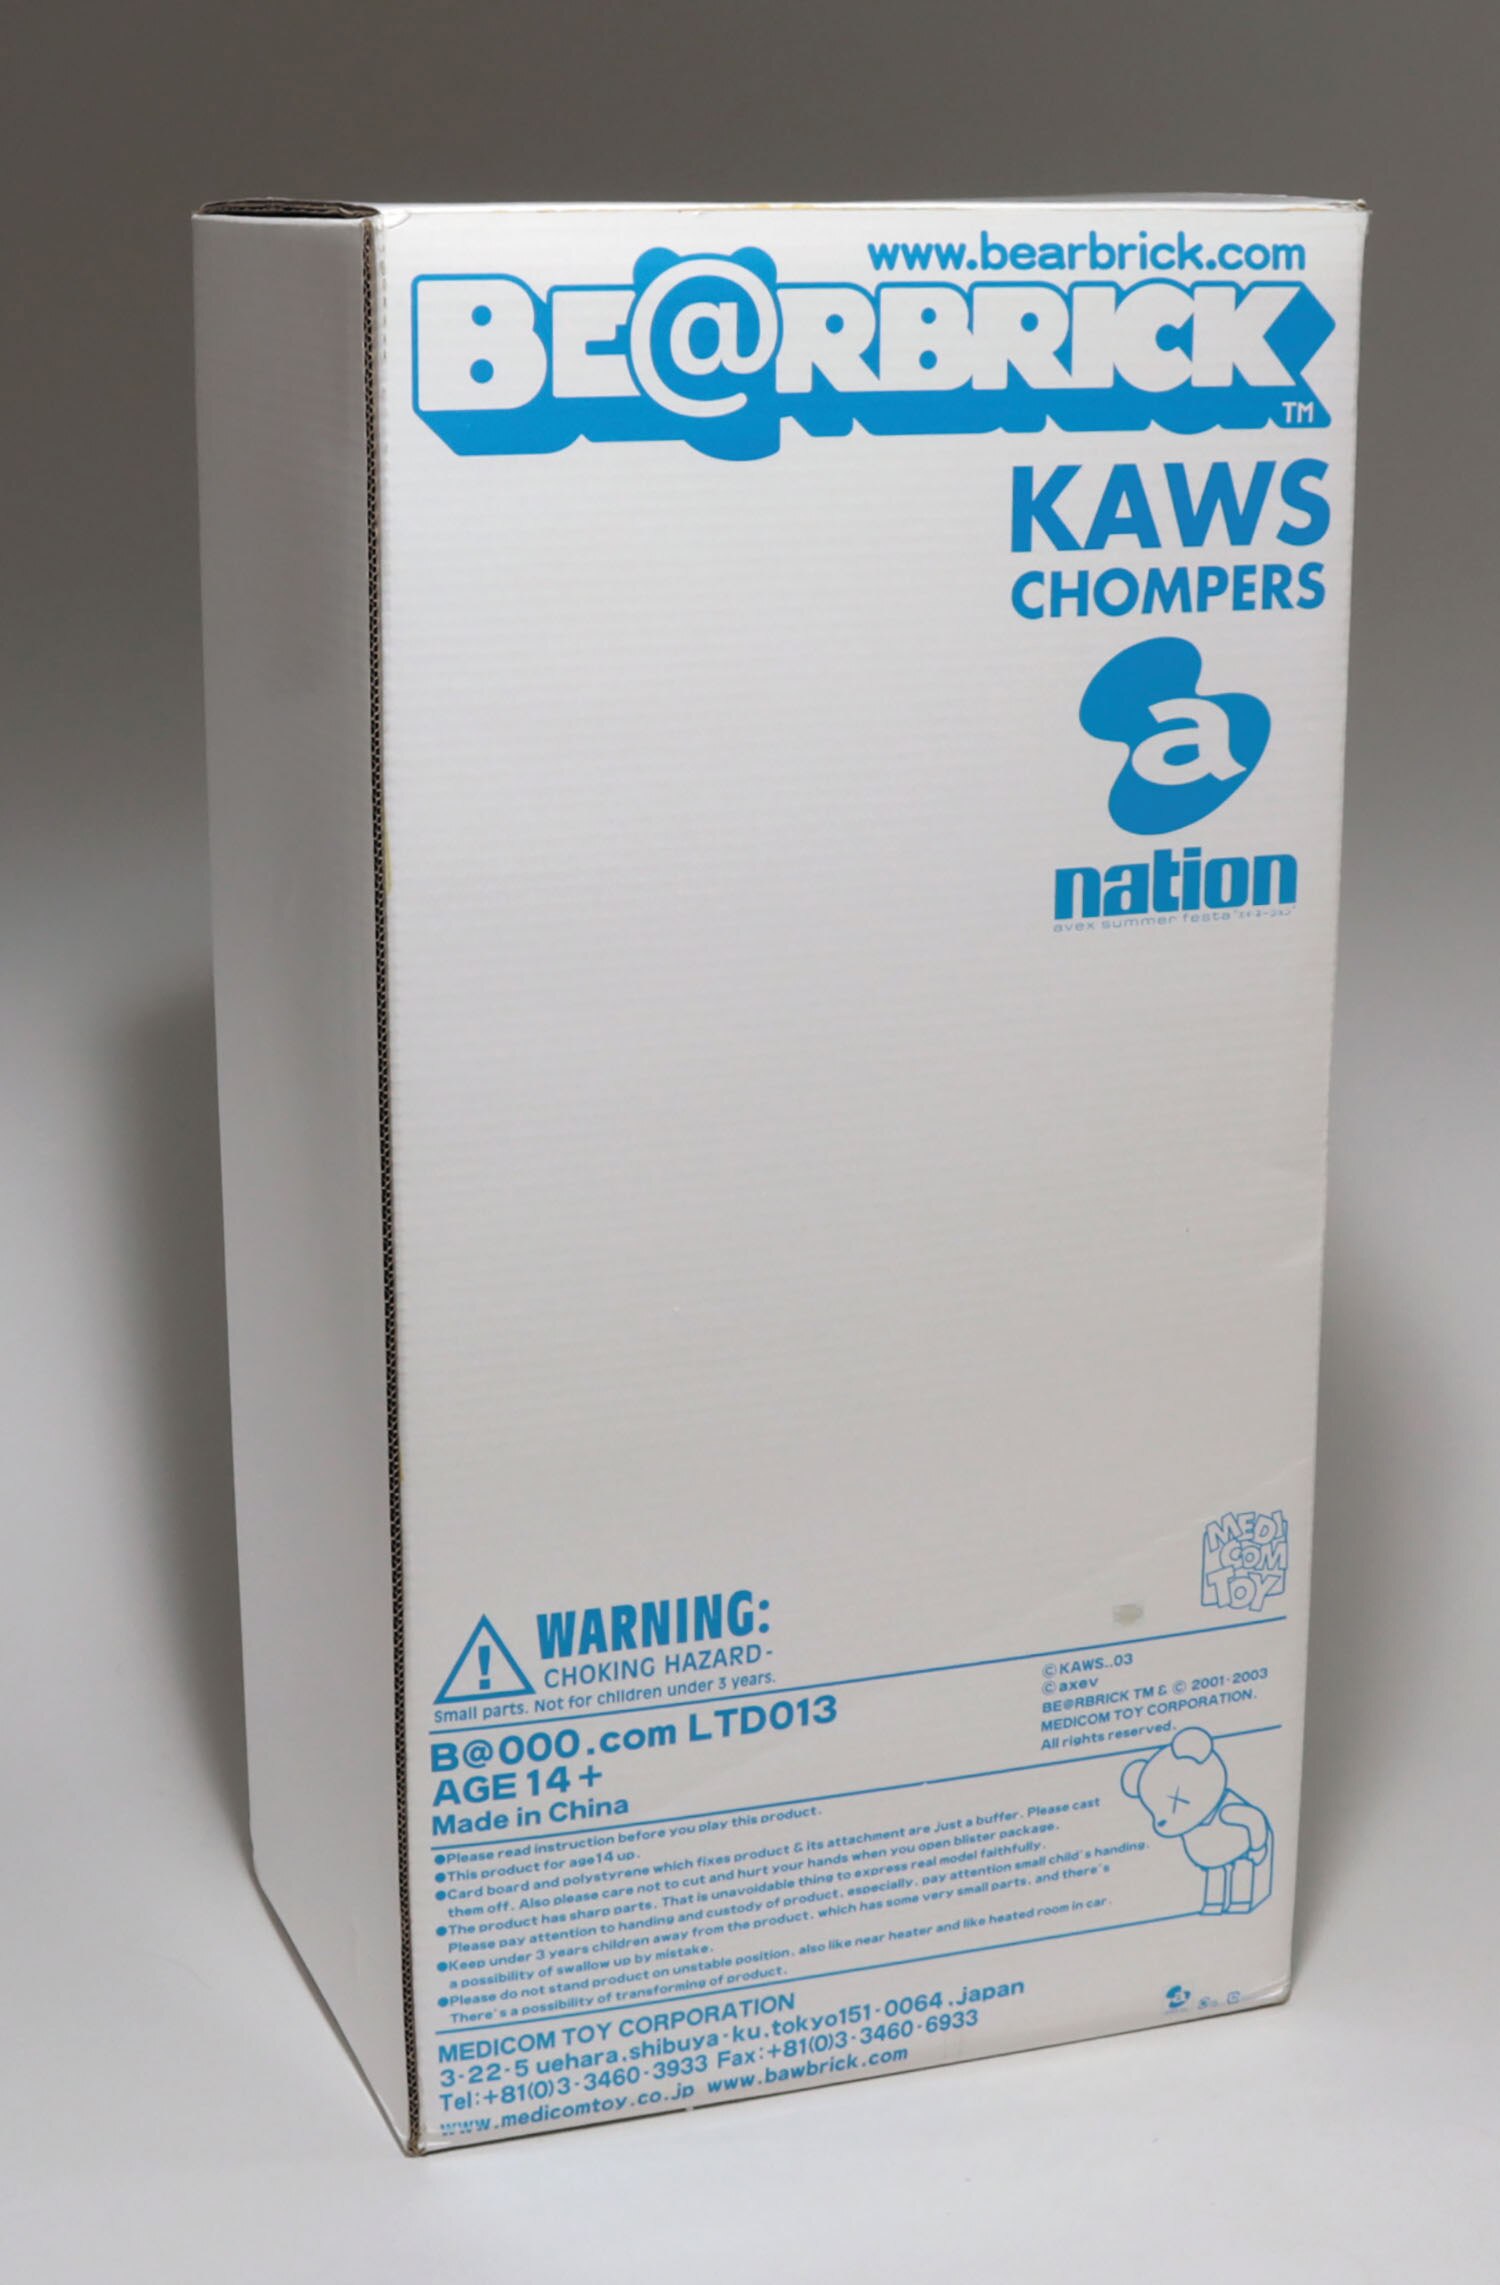 www.bearbrick.com
BE@RBRICK
TM
KAWS
CHOMPERS
a
nation
avex summer festa
MEDI
COM
TOY
WARNING:
CHOKING HAZARD-
Small parts. Not for children under 3 years.
©KAWS..03
©axev
BE@RBRICK TM & © 2001-2003
MEDICOM TOY CORPORATION.
All rights reserved.
B@000.com LTD013
AGE 14+
Made in China
●Please read instruction before you play this product.
●This product for age14 up.
●Card board and polystyrene which fixes product & its attachment are Just a buffer. Please cast
them off. Also please care not to cut and hurt your hands when you open blister package.
●The product has sharp parts. That is unavoidable thing to express real model faithfully.
Please pay attention to handing and custody of product, especially, pay attention small child's handing.
●Keep under 3 years children away from the product, which has some very small parts, and there's
a possibility of swallow up by mistake.
●Please do not stand product on unstable position, also like near heater and like heated room in car.
There's a possibility of transforming of product.
MEDICOM TOY CORPORATION
3-22-5 uehara,shibuya-ku,tokyo151-0064,japan
Tel:+81(0)3-3460-3933 Fax:+81(0)3-3460-6933
www.medicomtoy.co.jp www.bawbrick.com